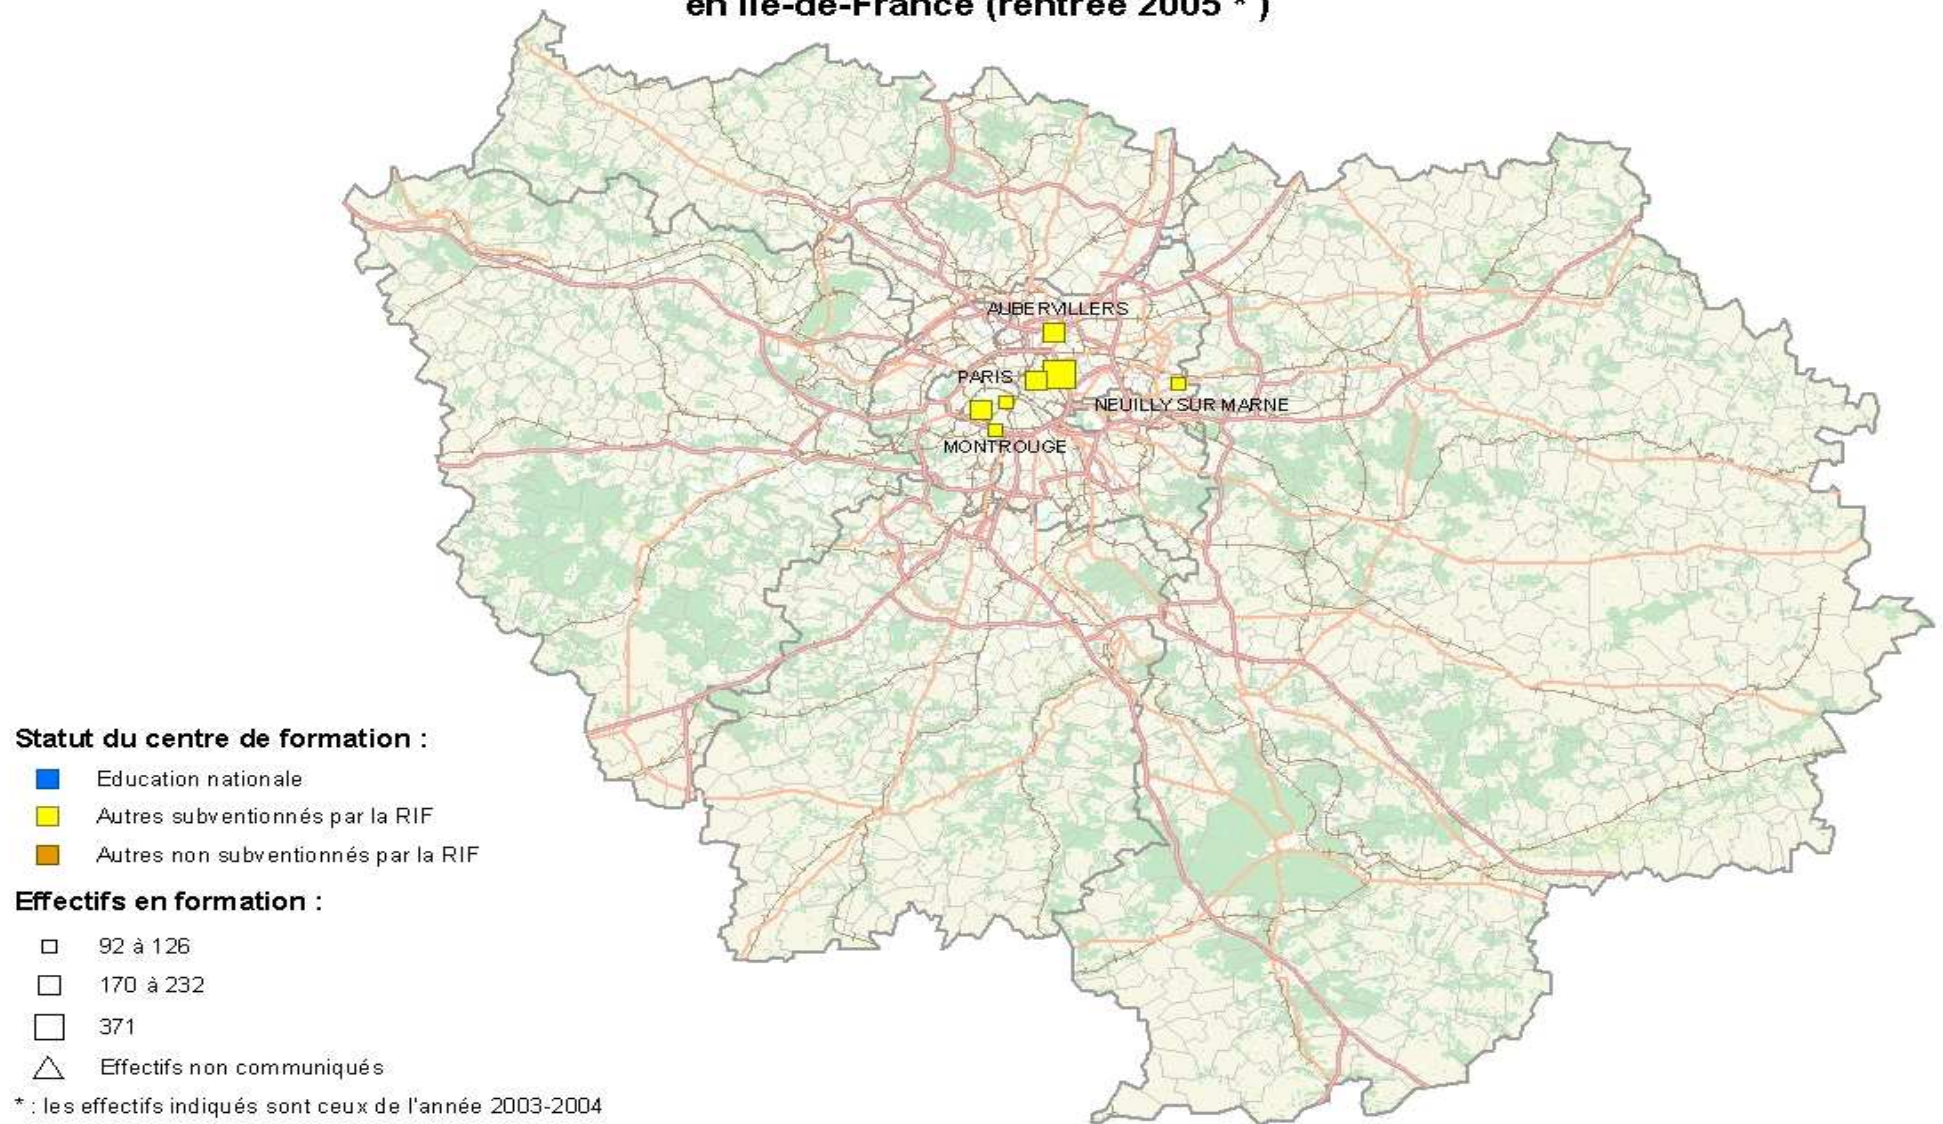 en Ile-de-France (rentrée 2005 * )
AUBERVILLERS
PARIS
NEUILLY SUR MARNE
MONTROUGE
Statut du centre de formation :
Education nationale
Autres subventionnés par la RIF
Autres non subventionnés par la RIF
Effectifs en formation :
92 à 126
170 à 232
371
Effectifs non communiqués
* : les effectifs indiqués sont ceux de l'année 2003-2004